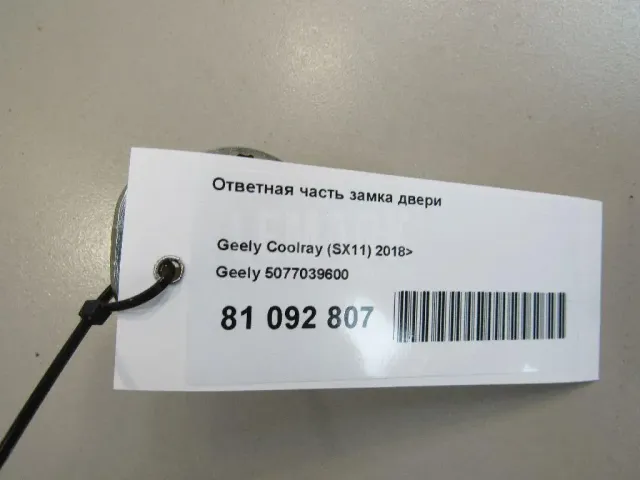 Ответная часть замка двери
Geely Coolray (SX11) 2018>
Geely 5077039600
81 092 807